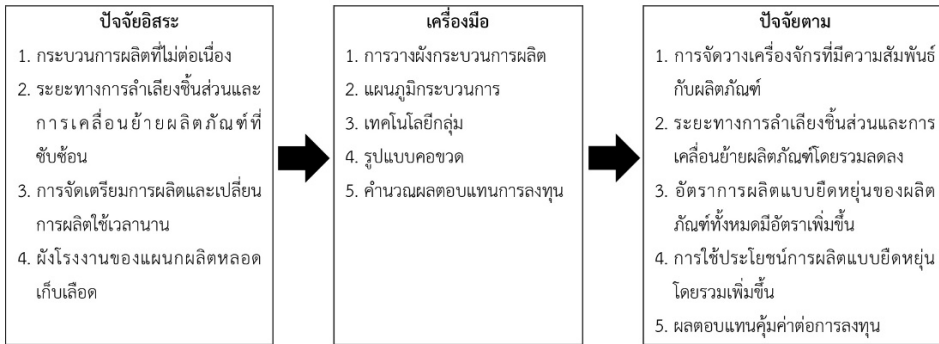 ปัจจัยอิสระ
1. กระบวนการผลิตที่ไม่ต่อเนื่อง
2. ระยะทางการลำเลียงชิ้นส่วนและ
การเคลื่อนย้ายผลิตภัณฑ์ที่
ซับซ้อน
3. การจัดเตรียมการผลิตและเปลี่ยน
การผลิตใช้เวลานาน
4. ผังโรงงานของแผนกผลิตหลอด
เก็บเลือด
เครื่องมือ
1. การวางผังกระบวนการผลิต
2. แผนภูมิกระบวนการ
3. เทคโนโลยีกลุ่ม
4. รูปแบบคอขวด
5. คำนวณผลตอบแทนการลงทุน
ปัจจัยตาม
1. การจัดวางเครื่องจักรที่มีความสัมพันธ์
กับผลิตภัณฑ์
2. ระยะทางการลำเลียงชิ้นส่วนและการ
เคลื่อนย้ายผลิตภัณฑ์โดยรวมลดลง
3. อัตราการผลิตแบบยืดหยุ่นของผลิต
ภัณฑ์ทั้งหมดมีอัตราเพิ่มขึ้น
4. การใช้ประโยชน์การผลิตแบบยืดหยุ่น
โดยรวมเพิ่มขึ้น
5. ผลตอบแทนคุ้มค่าต่อการลงทุน